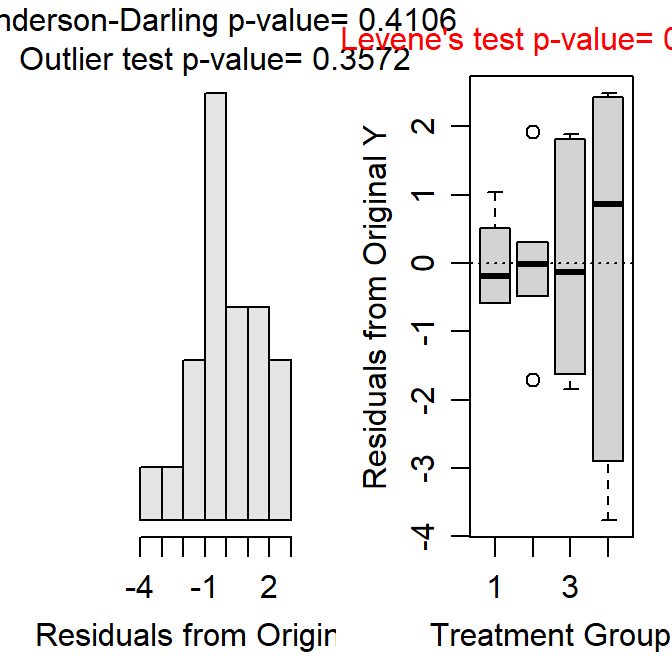 nderson-Darling p-value= 0.4106
Outlier test p-value= 0.3572
-4 -1 2
Residuals from Origin
Levene's test p-value= 0
Residuals from Original Y
2
1
0
-1
-2
-3
-4
1 3
Treatment Group